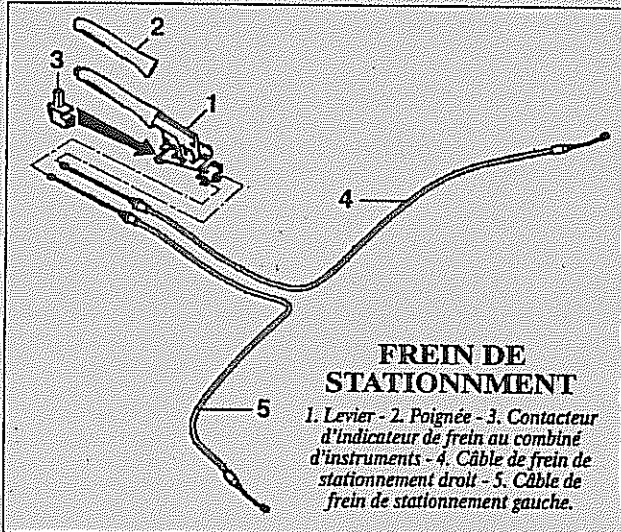 2
3
1
4
5
FREIN DE
STATIONNMENT
1. Levier - 2. Poignée - 3. Contacteur
d'indicateur de frein au combiné
d'instruments - 4. Câble de frein de
stationnement droit - 5. Câble de
frein de stationnement gauche.